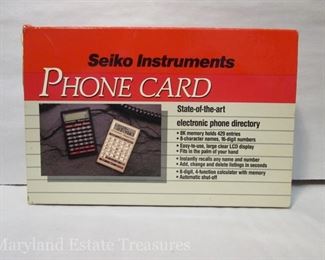 Seiko Instruments
PHONE CARD
State-of-the-art
electronic phone directory
• 8K memory holds 429 entries
• 8-character names, 16-digit numbers
• Easy-to-use, large clear LCD display
• Fits in the palm of your hand
• Instantly recalls any name and number
• Add, change and delete listings in seconds
• 8-digit, 4-function calculator with memory
• Automatic shut-off
Maryland Estate Treasures